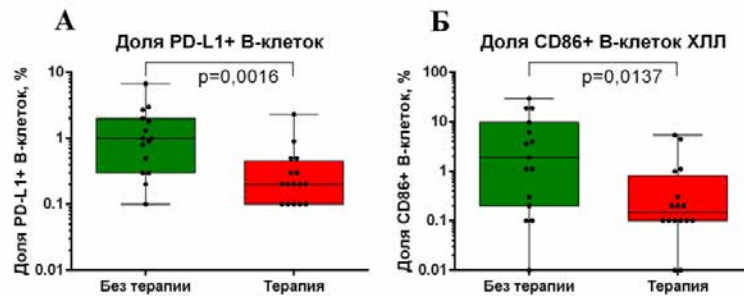 А
Доля PD-L1+ В-клеток
p=0,0016
Доля PD-L1+ В-клеток, %
10
1
0.1
0.01
Без терапии
Терапия
Б
Доля CD86+ В-клеток ХЛЛ
p=0,0137
Доля CD86+ В-клеток, %
100
10
1
0.1
0.01
Без терапии
Терапия